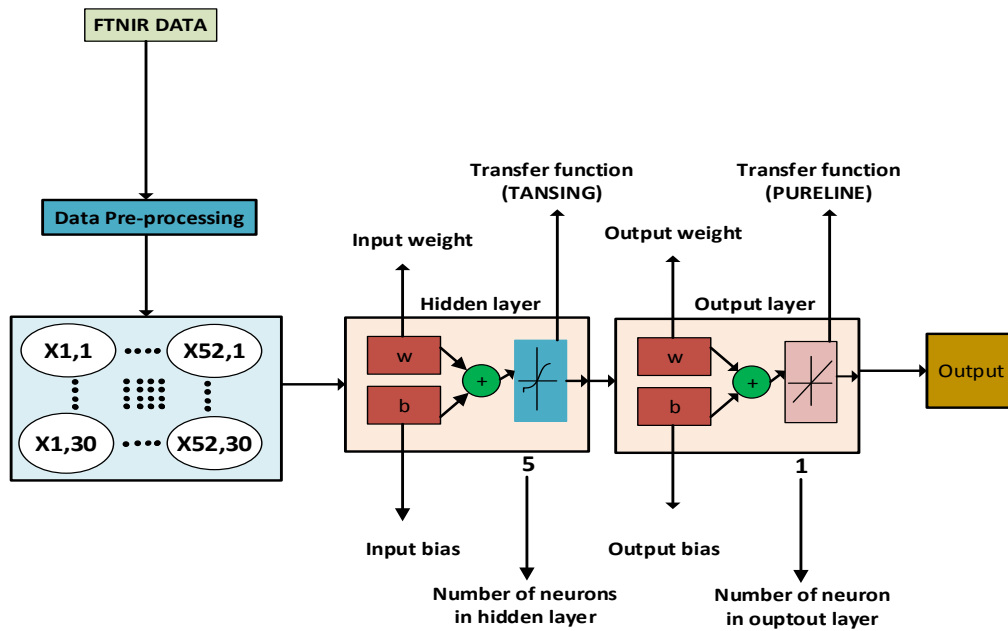 FTNIR DATA
Data Pre-processing
X1,1
X52,1
X1,30
X52,30
Transfer function
(TANSING)
Input weight
Hidden layer
w
b
+
5
Input bias
Number of neurons
in hidden layer
Transfer function
(PURELINE)
Output weight
Output layer
w
b
+
1
Output bias
Number of neuron
in ouptout layer
Output